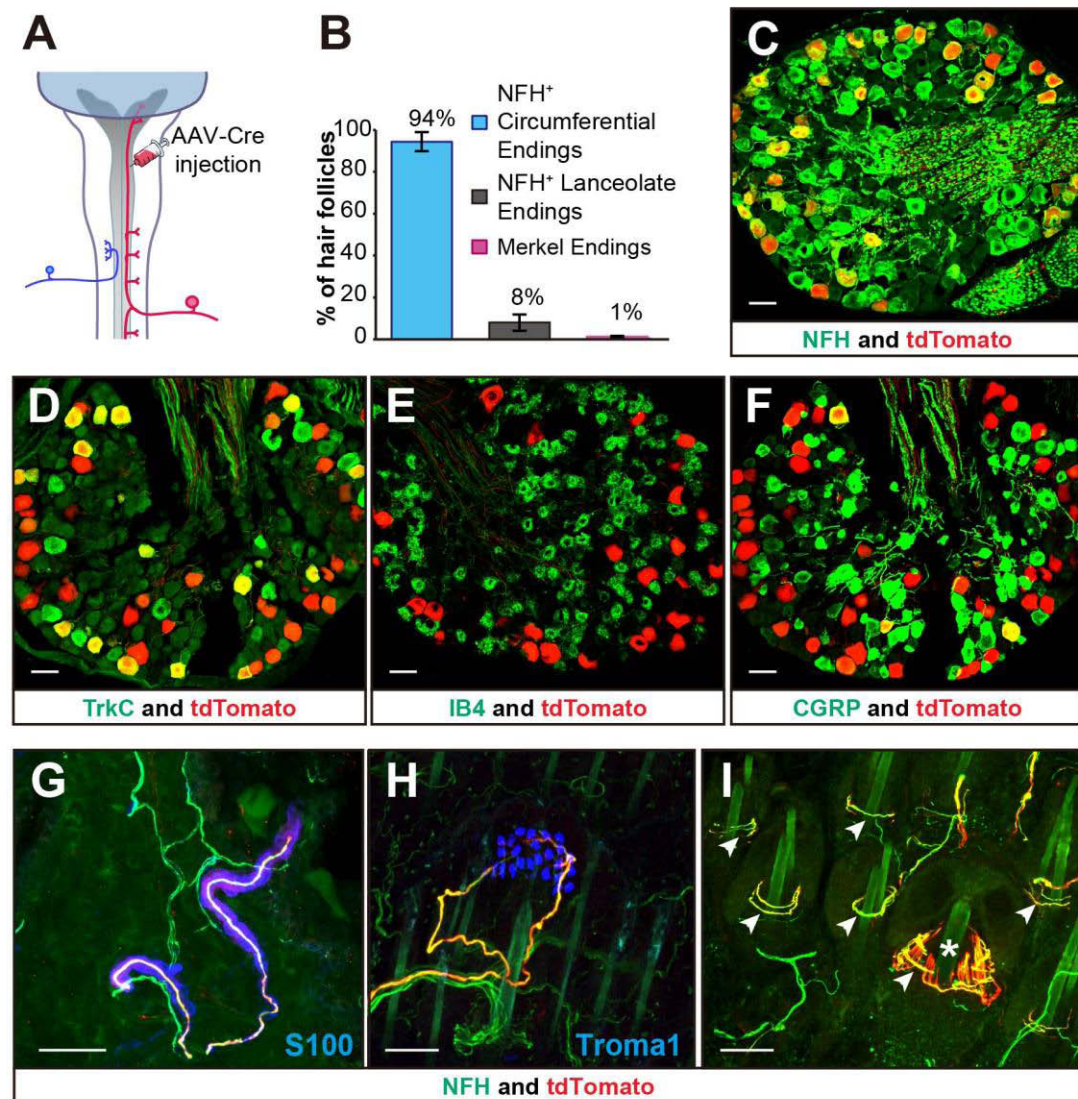 A
AAV-Cre
injection
B
% of hair follicles
100
80
60
40
20
0
94%
8%
1%
NFH⁺
Circumferential
Endings
NFH⁺ Lanceolate
Endings
Merkel Endings
C
NFH and tdTomato
D
TrkC and tdTomato
E
IB4 and tdTomato
F
CGRP and tdTomato
G
S100
H
Troma1
I
*
NFH and tdTomato